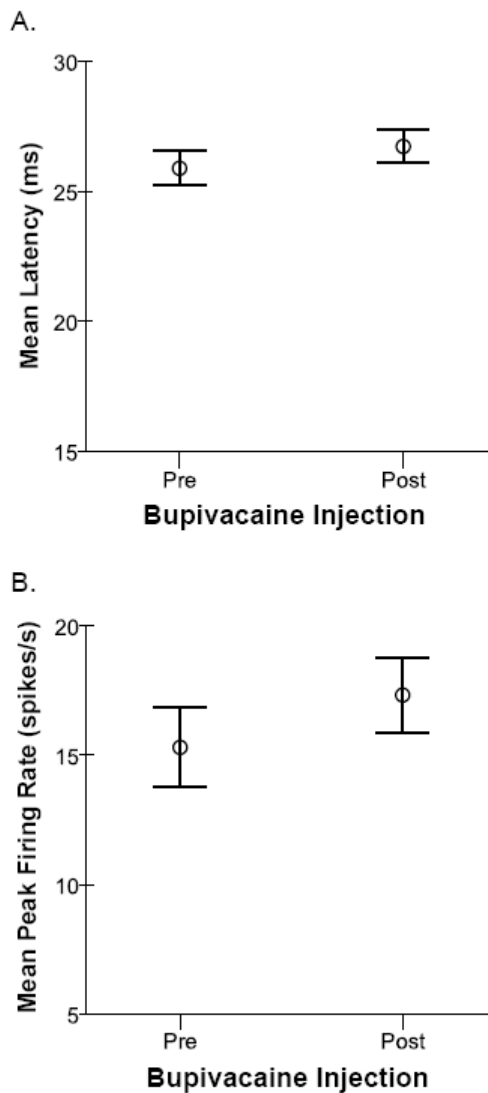 A.
Mean Latency (ms)
30
25
20
15
Pre Post
Bupivacaine Injection
B.
Mean Peak Firing Rate (spikes/s)
20
15
10
5
Pre Post
Bupivacaine Injection